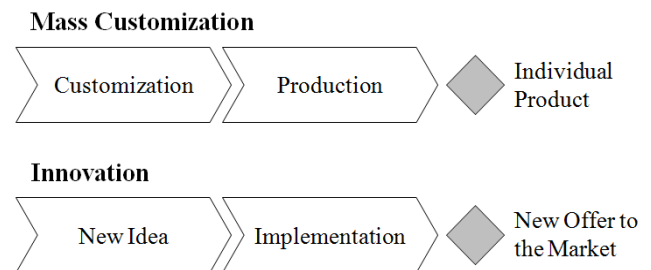 Mass Customization
Customization
Production
Individual
Product
Innovation
New Idea
Implementation
New Offer to
the Market